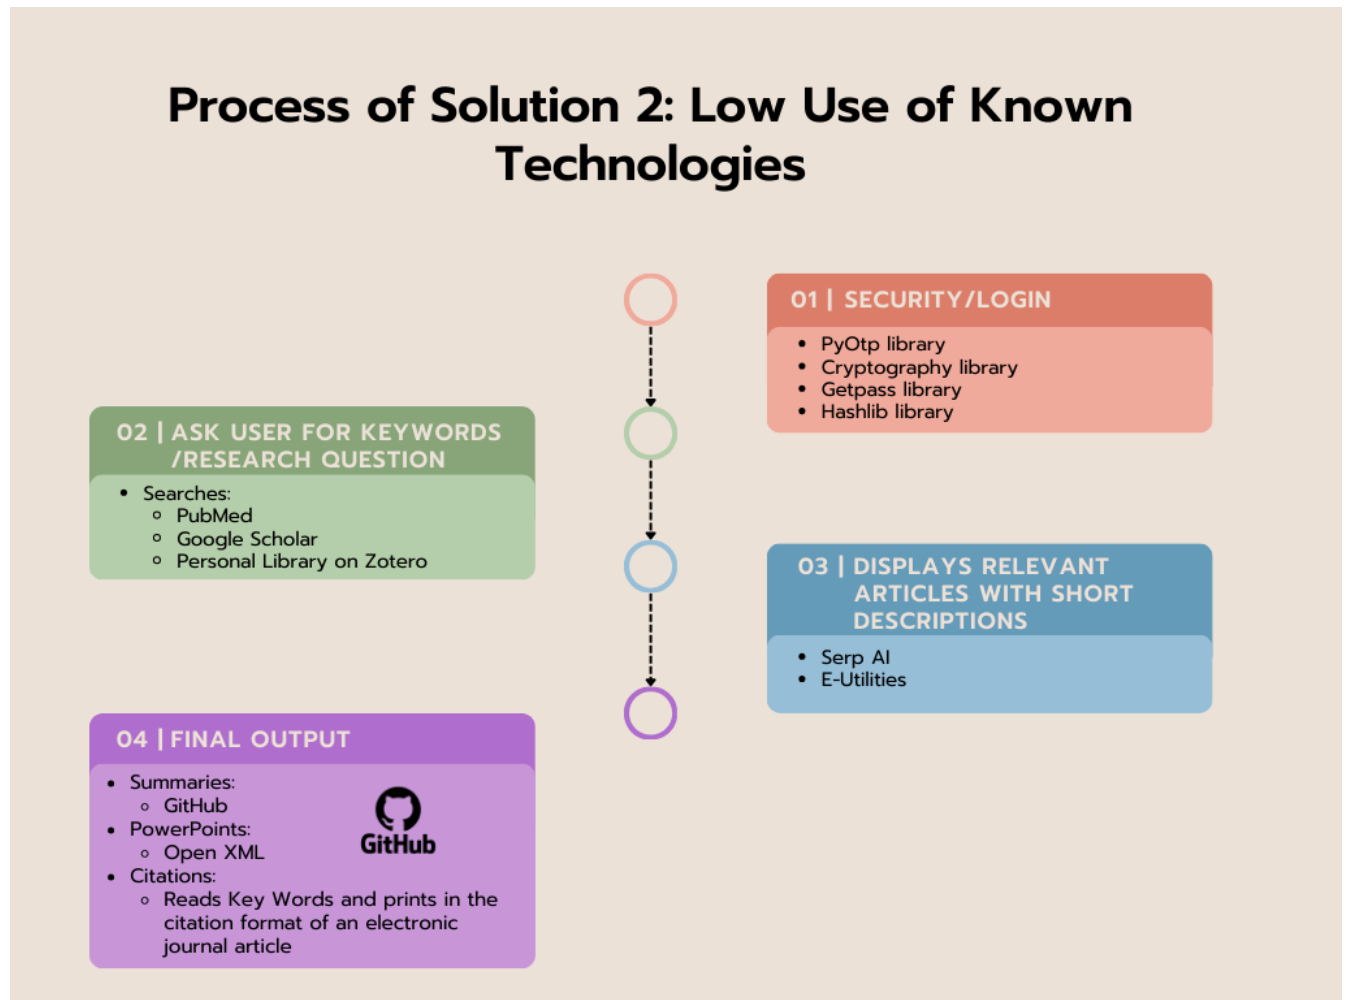 Process of Solution 2: Low Use of Known
Technologies
01 | SECURITY/LOGIN
• PyOtp library
• Cryptography library
• Getpass library
• Hashlib library
02 | ASK USER FOR KEYWORDS
/RESEARCH QUESTION
• Searches:
◦ PubMed
◦ Google Scholar
◦ Personal Library on Zotero
03 | DISPLAYS RELEVANT
ARTICLES WITH SHORT
DESCRIPTIONS
• Serp AI
• E-Utilities
04 | FINAL OUTPUT
• Summaries:
◦ GitHub
• PowerPoints:
◦ Open XML
• Citations:
◦ Reads Key Words and prints in the
citation format of an electronic
journal article
GitHub